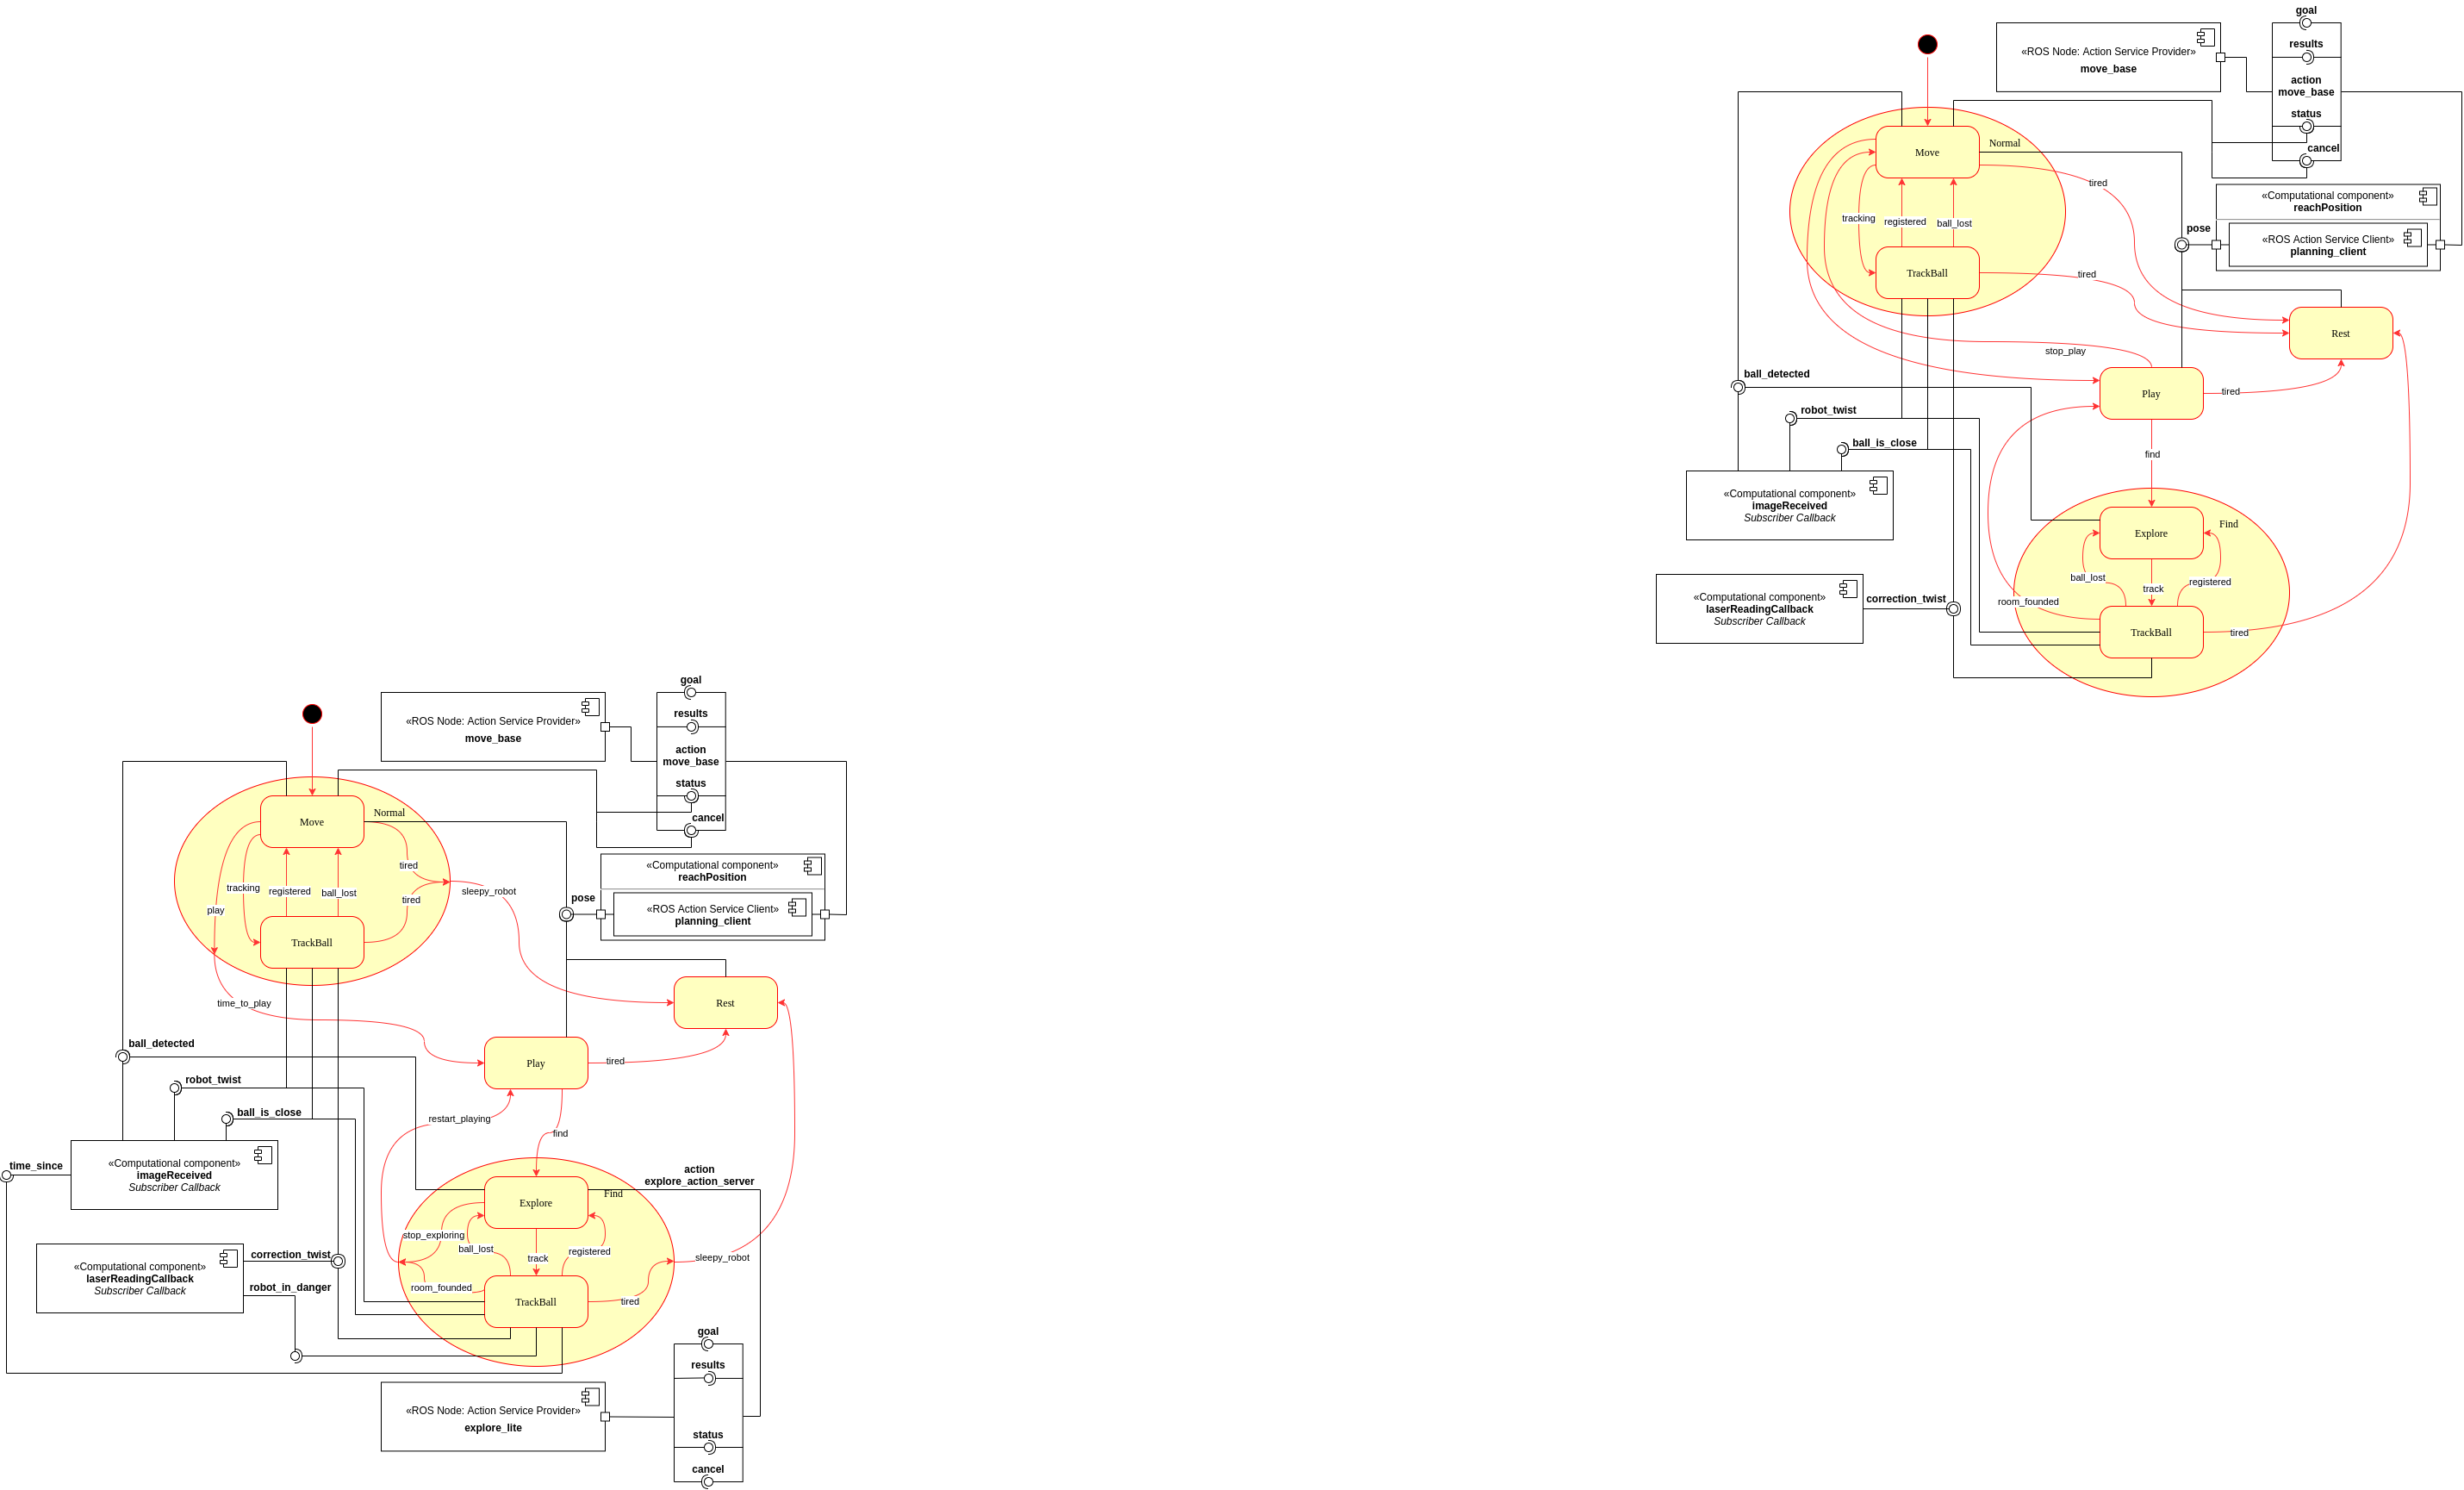 goal
«ROS Node: Action Service Provider»
move_base
results
action
move_base
status
cancel
Move
Normal
tired
«Computational component»
reachPosition
pose
«ROS Action Service Client»
planning_client
tracking
registered
ball_lost
TrackBall
tired
Rest
stop_play
ball_detected
Play
tired
robot_twist
ball_is_close
find
«Computational component»
imageReceived
Subscriber Callback
Explore
Find
ball_lost
registered
track
«Computational component»
laserReadingCallback
Subscriber Callback
correction_twist
room_founded
TrackBall
tired
goal
«ROS Node: Action Service Provider»
move_base
results
action
move_base
status
cancel
Move
Normal
tired
«Computational component»
reachPosition
pose
«ROS Action Service Client»
planning_client
sleepy_robot
tracking
registered
ball_lost
tired
play
TrackBall
time_to_play
Rest
ball_detected
Play
tired
robot_twist
ball_is_close
restart_playing
find
time_since
«Computational component»
imageReceived
Subscriber Callback
action
explore_action_server
Explore
Find
stop_exploring
ball_lost
registered
track
sleepy_robot
correction_twist
«Computational component»
laserReadingCallback
Subscriber Callback
robot_in_danger
room_founded
TrackBall
tired
goal
results
«ROS Node: Action Service Provider»
explore_lite
status
cancel